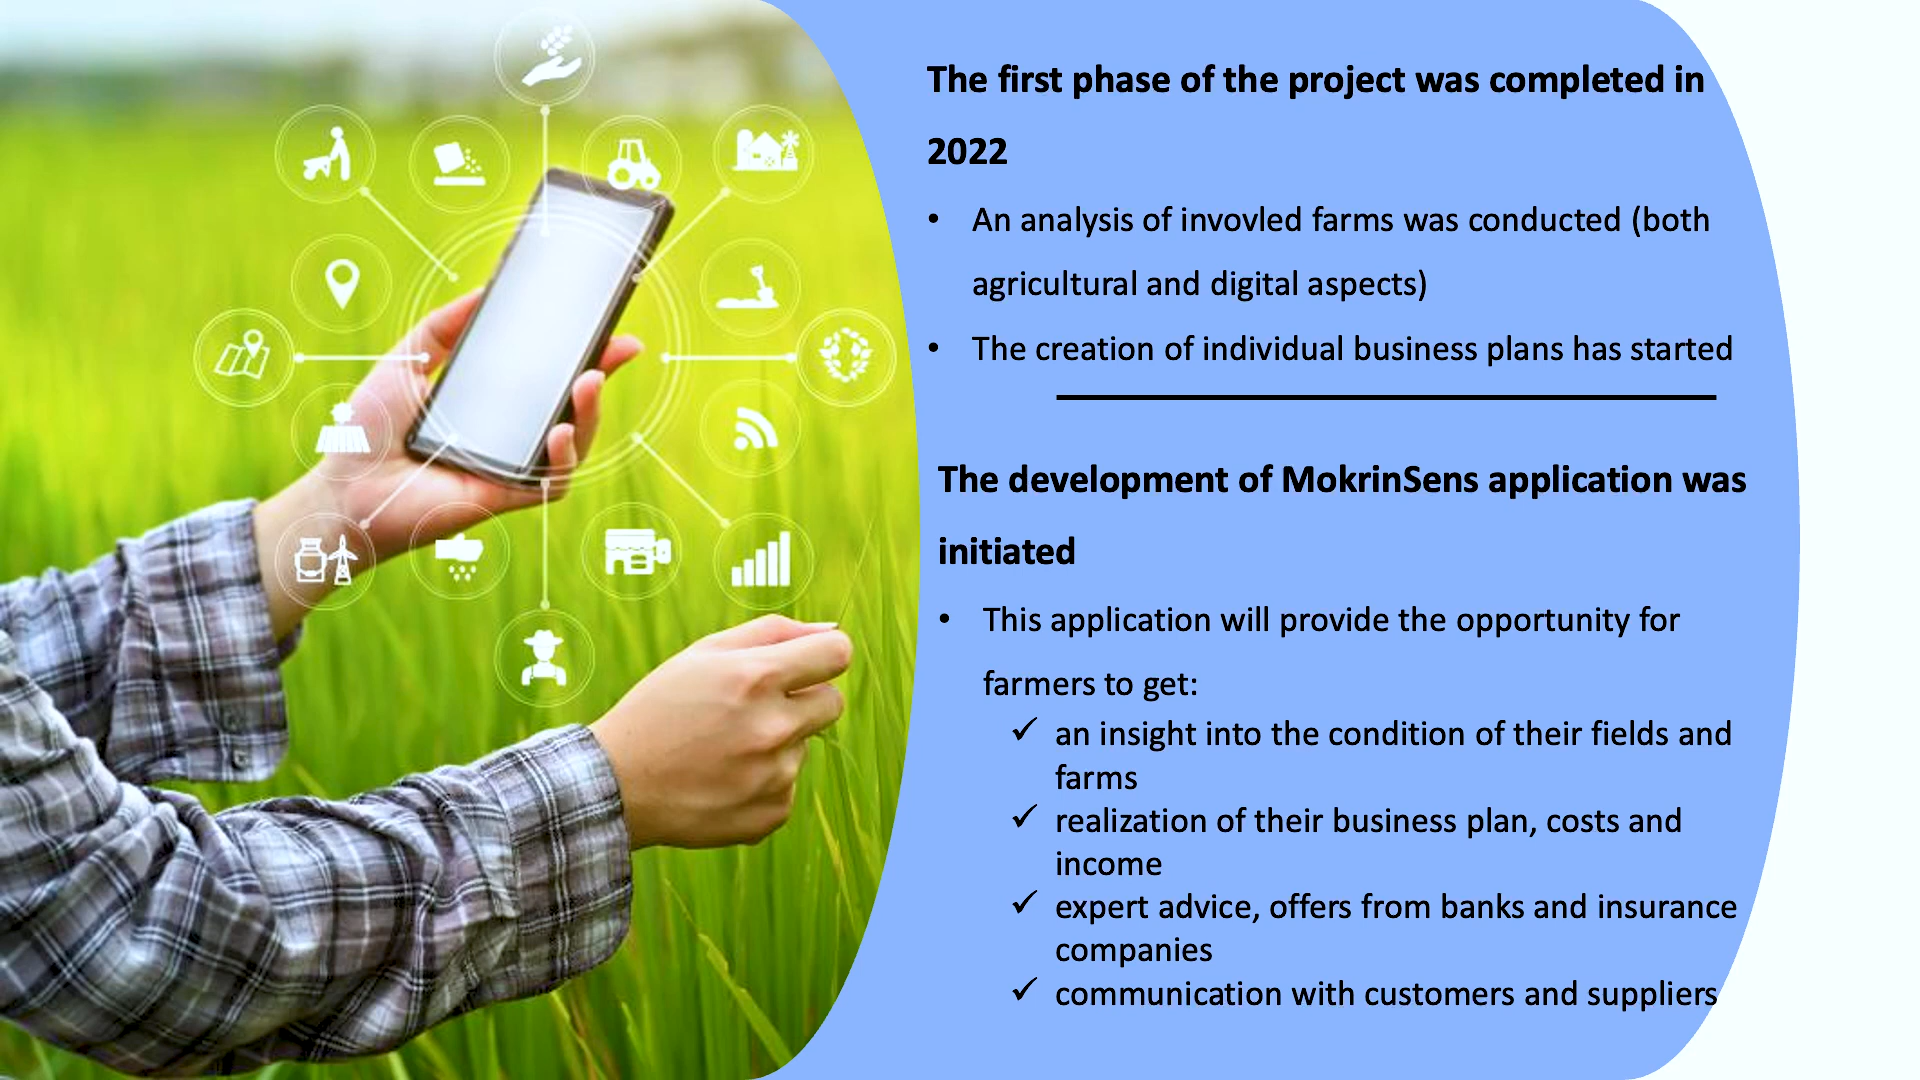 The first phase of the project was completed in
2022
• An analysis of invovled farms was conducted (both
agricultural and digital aspects)
• The creation of individual business plans has started
The development of MokrinSens application was
initiated
• This application will provide the opportunity for
farmers to get:
✓ an insight into the condition of their fields and
farms
✓ realization of their business plan, costs and
income
✓ expert advice, offers from banks and insurance
companies
✓ communication with customers and suppliers